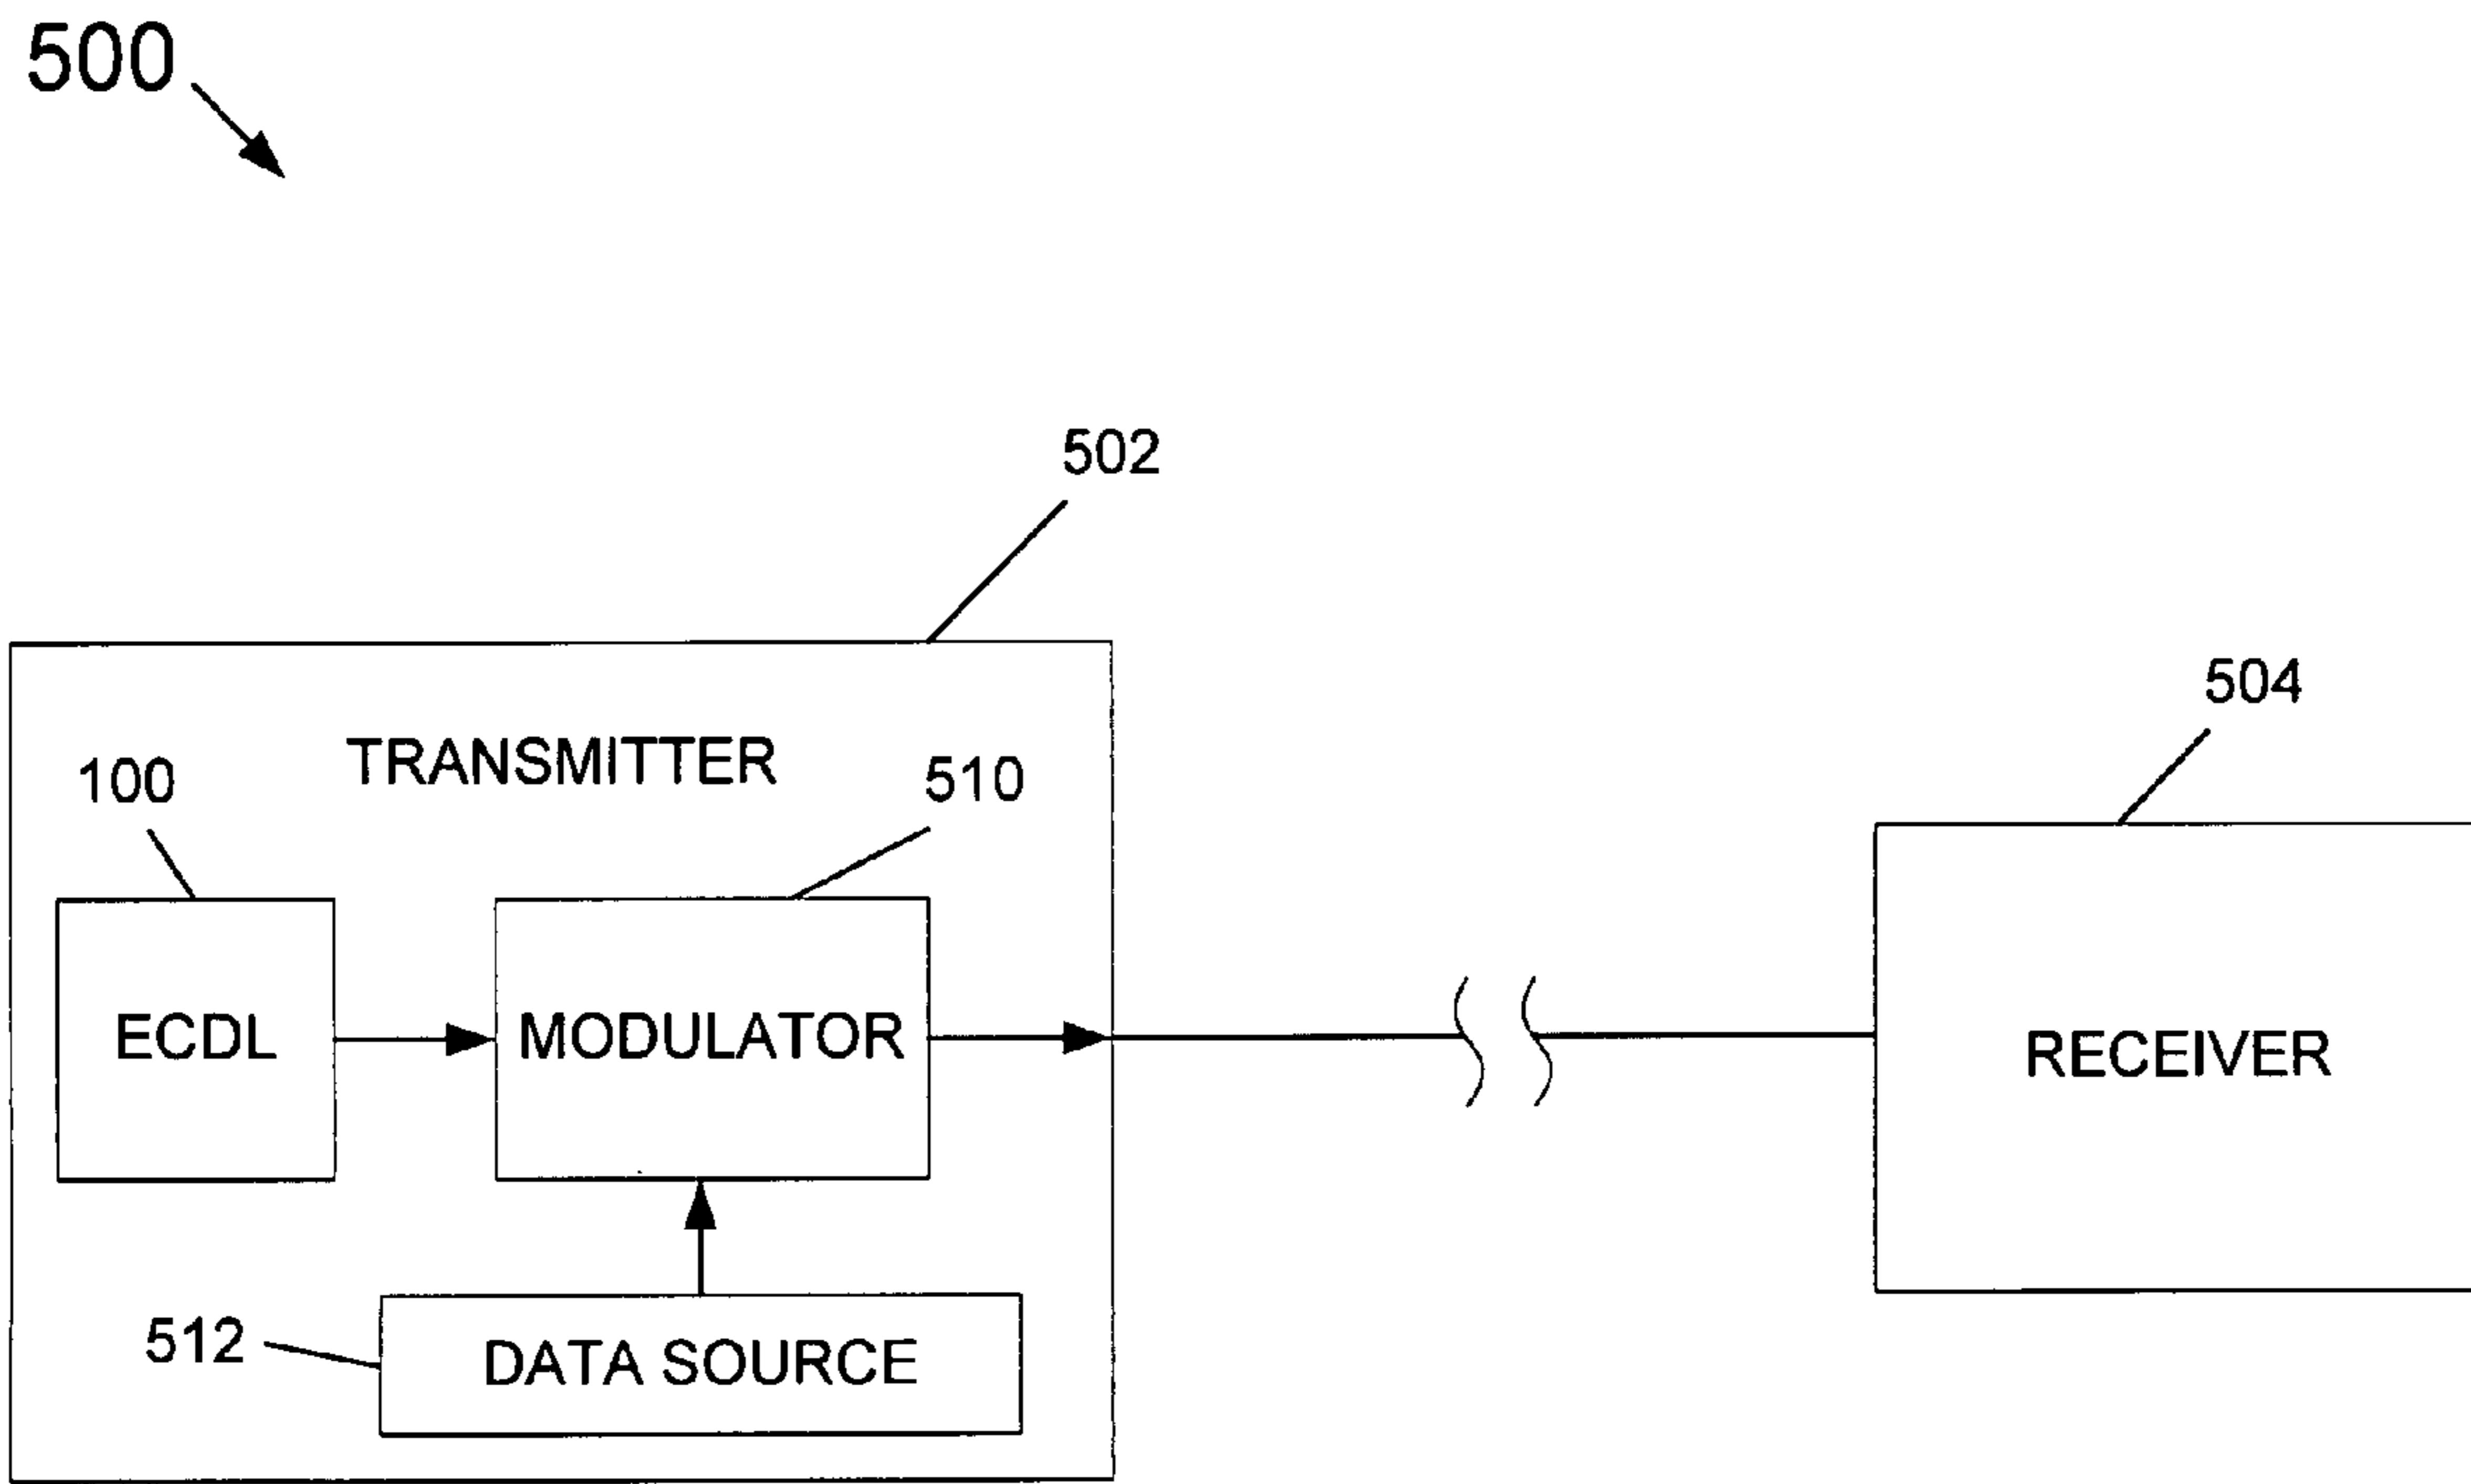 500
502
504
TRANSMITTER
100
510
ECDL
MODULATOR
RECEIVER
512
DATA SOURCE